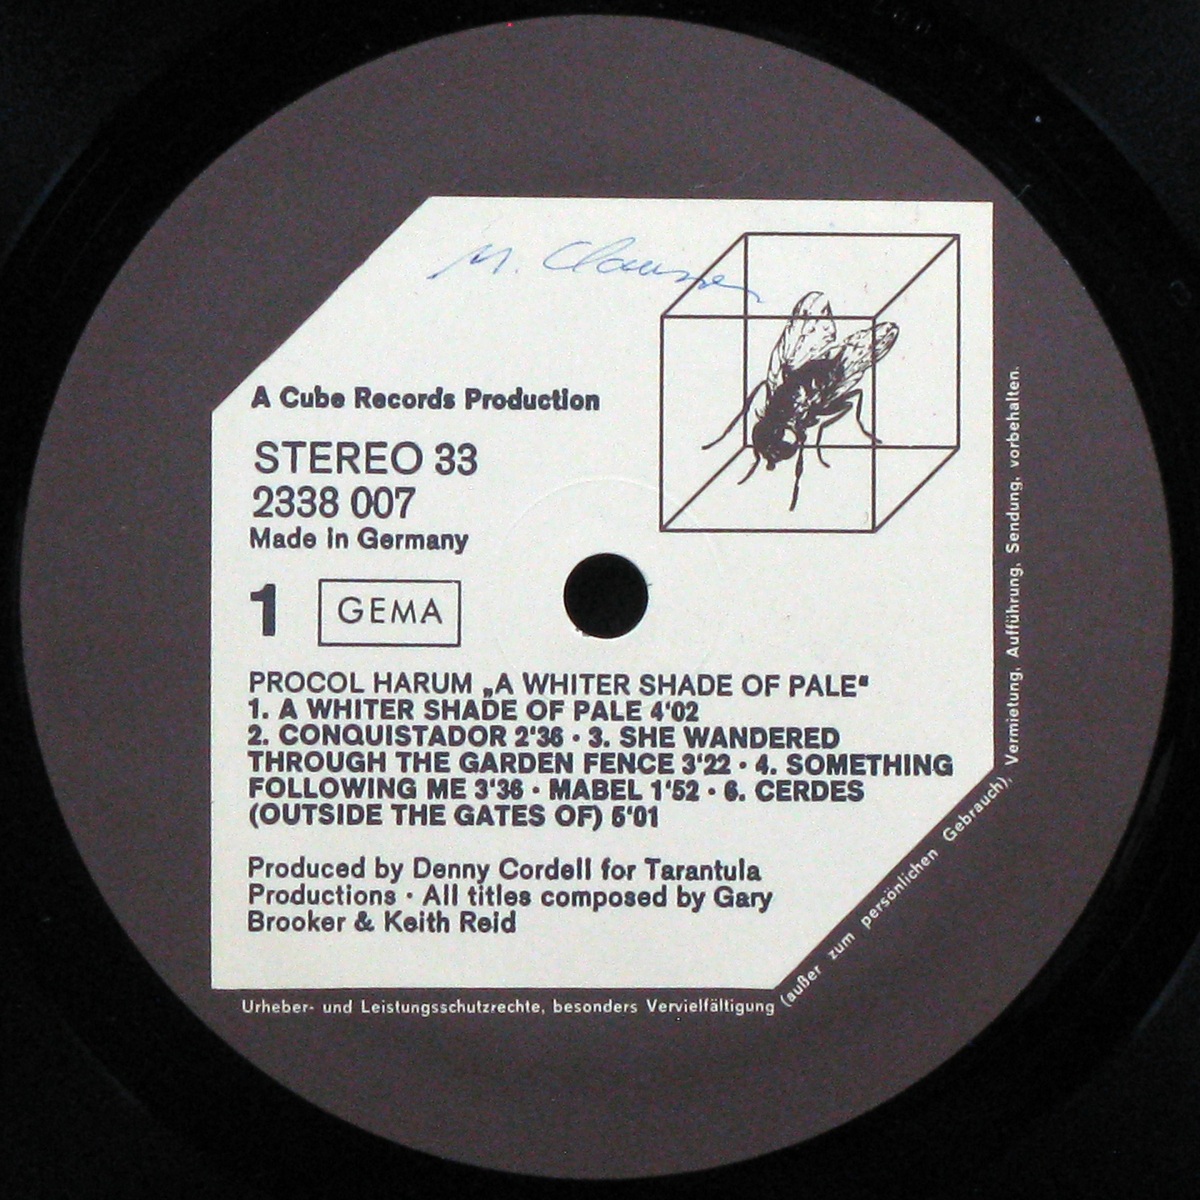 A Cube Records Production
STEREO 33
2338 007
Made in Germany
1 GEMA
PROCOL HARUM „A WHITER SHADE OF PALE“
1. A WHITER SHADE OF PALE 4'02
2. CONQUISTADOR 2'36 · 3. SHE WANDERED
THROUGH THE GARDEN FENCE 3'22 · 4. SOMETHING
FOLLOWING ME 3'36 · MABEL 1'52 · 6. CERDES
(OUTSIDE THE GATES OF) 5'01
Produced by Denny Cordell for Tarantula
Productions · All titles composed by Gary
Brooker & Keith Reid
Urheber- und Leistungsschutzrechte, besonders Vervielfältigung (außer zum persönlichen Gebrauch), Vermietung, Aufführung, Sendung, vorbehalten.